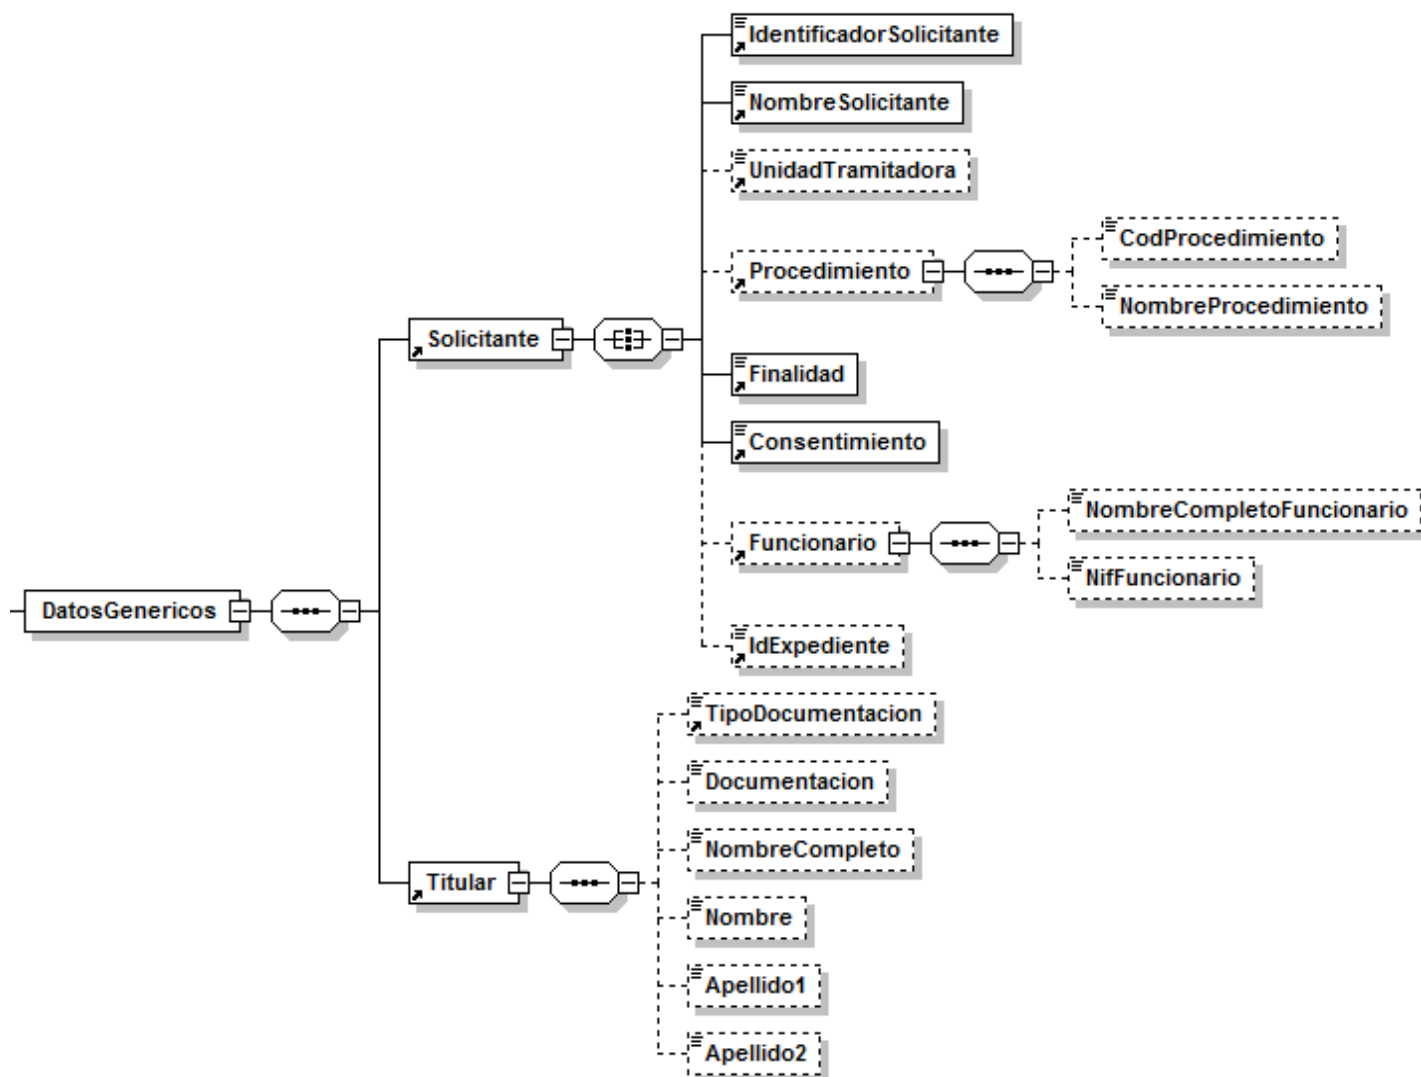 IdentificadorSolicitante
NombreSolicitante
UnidadTramitadora
CodProcedimiento
Procedimiento
NombreProcedimiento
Solicitante
Finalidad
Consentimiento
NombreCompletoFuncionario
Funcionario
NifFuncionario
DatosGenericos
IdExpediente
TipoDocumentacion
Documentacion
NombreCompleto
Titular
Nombre
Apellido1
Apellido2